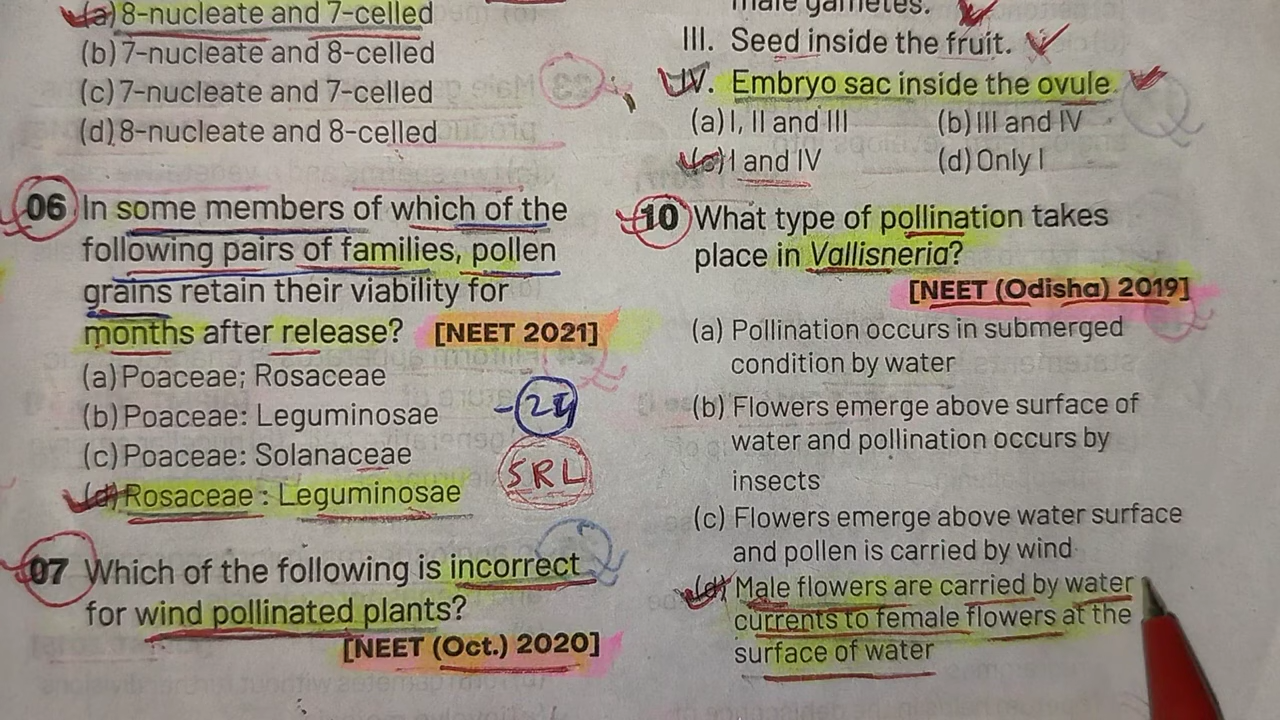 (a) 8-nucleate and 7-celled
(b) 7-nucleate and 8-celled
(c) 7-nucleate and 7-celled
(d) 8-nucleate and 8-celled
06 In some members of which of the
following pairs of families, pollen
grains retain their viability for
months after release? [NEET 2021]
(a) Poaceae; Rosaceae
(b) Poaceae: Leguminosae
(c) Poaceae: Solanaceae
SRL
(d) Rosaceae : Leguminosae
07 Which of the following is incorrect
for wind pollinated plants?
[NEET (Oct.) 2020]
male gametes.
III. Seed inside the fruit.
IV. Embryo sac inside the ovule
(a) I, II and III (b) III and IV
(c) I and IV (d) Only I
10 What type of pollination takes
place in Vallisneria?
[NEET (Odisha) 2019]
(a) Pollination occurs in submerged
condition by water
(b) Flowers emerge above surface of
water and pollination occurs by
insects
(c) Flowers emerge above water surface
and pollen is carried by wind
(d) Male flowers are carried by water
currents to female flowers at the
surface of water